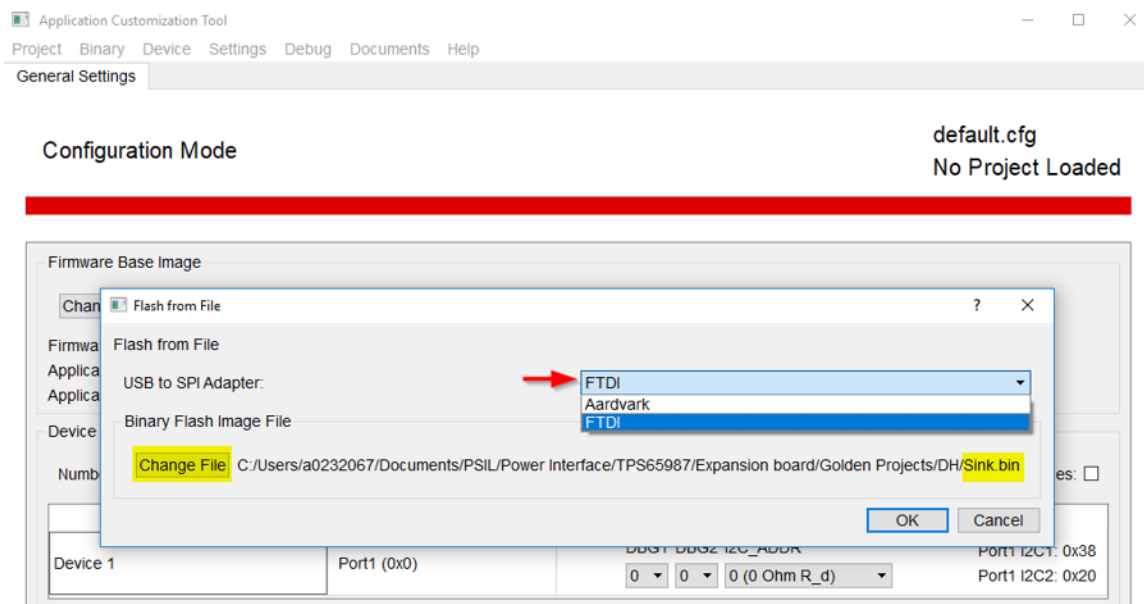 Application Customization Tool
Project Binary Device Settings Debug Documents Help
General Settings
Configuration Mode
default.cfg
No Project Loaded
Firmware Base Image
Flash from File ?
Flash from File
USB to SPI Adapter:
FTDI
Aardvark
FTDI
Binary Flash Image File
Change File C:/Users/a0232067/Documents/PSIL/Power Interface/TPS65987/Expansion board/Golden Projects/DH/Sink.bin
OK Cancel
Chan
Firmwa
Applica
Applica
Device
Numb
es:
DBG1 DBG2 I2C_ADDR
Device 1
Port1 (0x0)
0 0 0 (0 Ohm R_d)
Port1 I2C1: 0x38
Port1 I2C2: 0x20